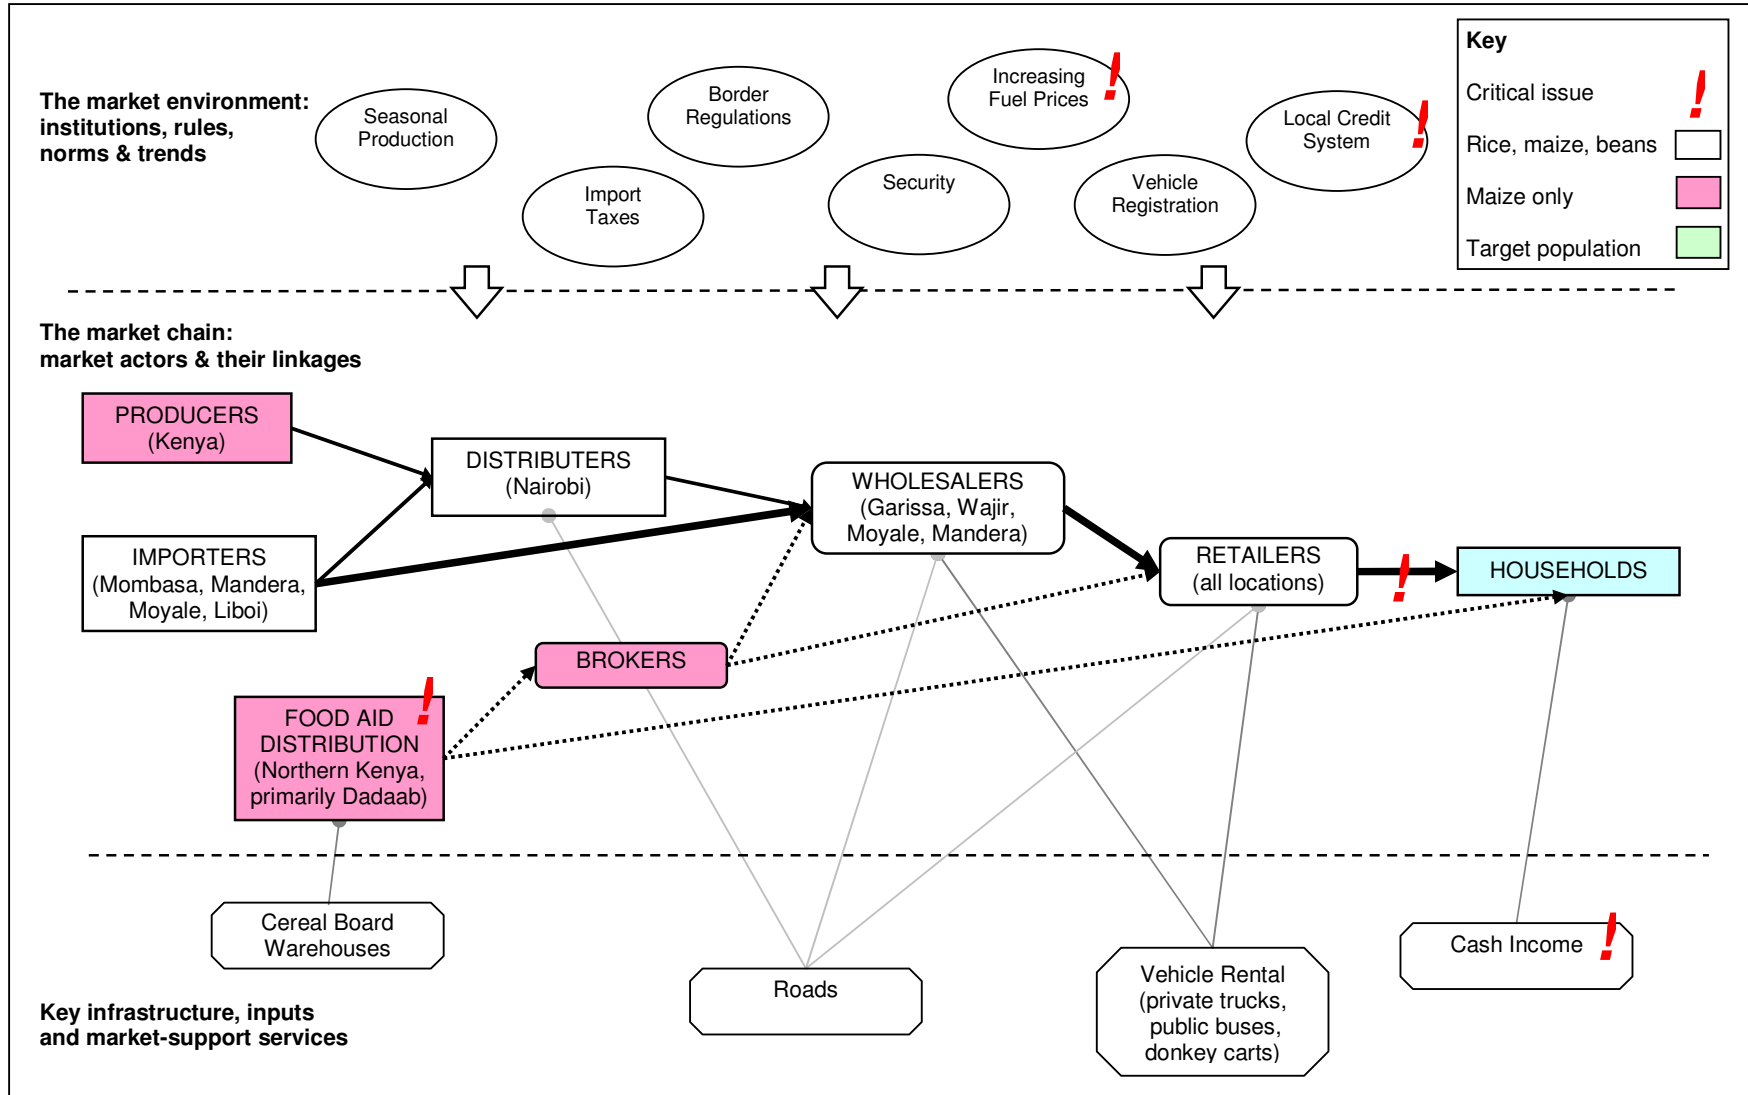 The market environment:
institutions, rules,
norms & trends
Seasonal
Production
Import
Taxes
Border
Regulations
Security
Increasing
Fuel Prices
!
Vehicle
Registration
Local Credit
System
!
Key
Critical issue
!
Rice, maize, beans
Maize only
Target population
The market chain:
market actors & their linkages
PRODUCERS
(Kenya)
DISTRIBUTERS
(Nairobi)
WHOLESALERS
(Garissa, Wajir,
Moyale, Mandera)
IMPORTERS
(Mombasa, Mandera,
Moyale, Liboi)
RETAILERS
(all locations)
!
HOUSEHOLDS
BROKERS
FOOD AID
DISTRIBUTION
(Northern Kenya,
primarily Dadaab)
!
Cereal Board
Warehouses
Roads
Vehicle Rental
(private trucks,
public buses,
donkey carts)
Cash Income
!
Key infrastructure, inputs
and market-support services